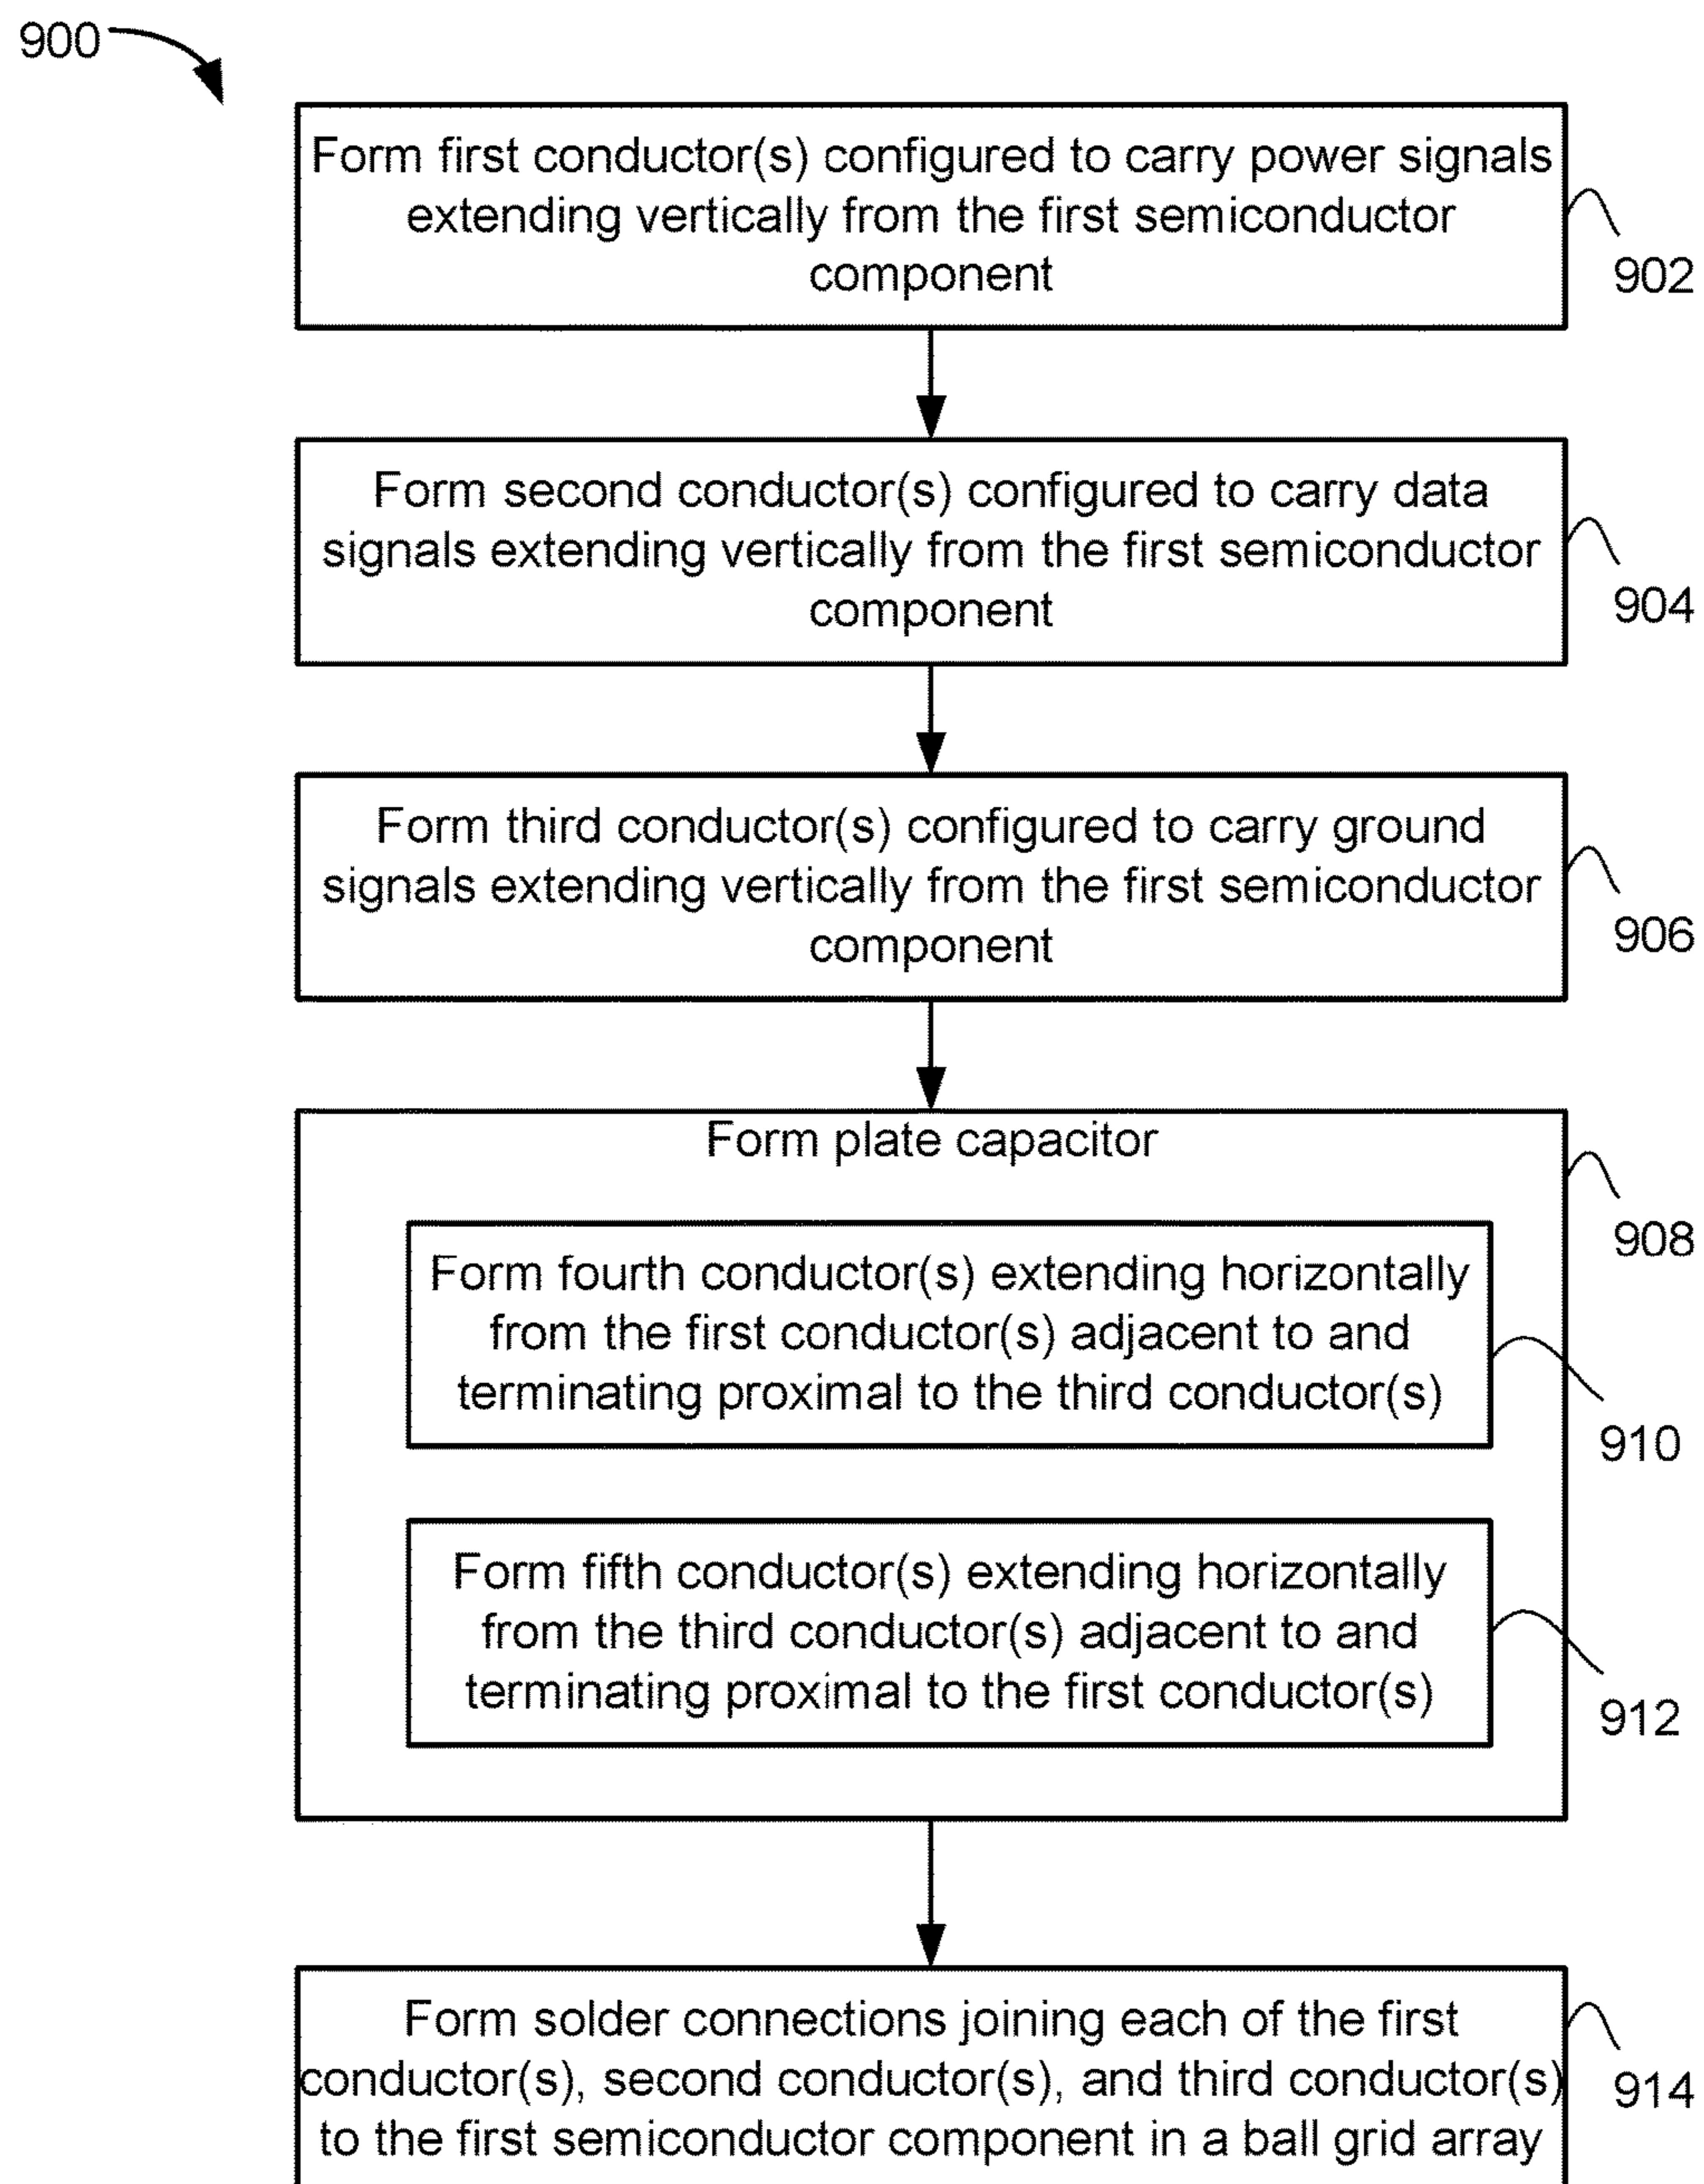 900
Form first conductor(s) configured to carry power signals
extending vertically from the first semiconductor
component
902
Form second conductor(s) configured to carry data
signals extending vertically from the first semiconductor
component
904
Form third conductor(s) configured to carry ground
signals extending vertically from the first semiconductor
component
906
Form plate capacitor
908
Form fourth conductor(s) extending horizontally
from the first conductor(s) adjacent to and
terminating proximal to the third conductor(s)
910
Form fifth conductor(s) extending horizontally
from the third conductor(s) adjacent to and
terminating proximal to the first conductor(s)
912
Form solder connections joining each of the first
conductor(s), second conductor(s), and third conductor(s)
to the first semiconductor component in a ball grid array
914